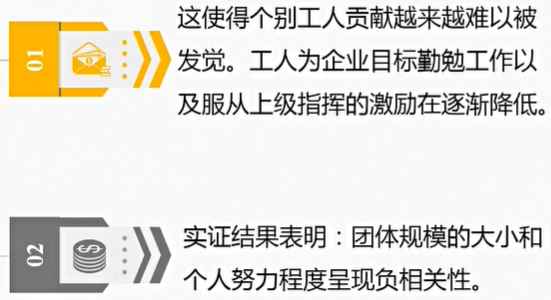 01
这使得个别工人贡献越来越难以被
发觉。工人为企业目标勤勉工作以
及服从上级指挥的激励在逐渐降低。
02
实证结果表明：团体规模的大小和
个人努力程度呈现负相关性。